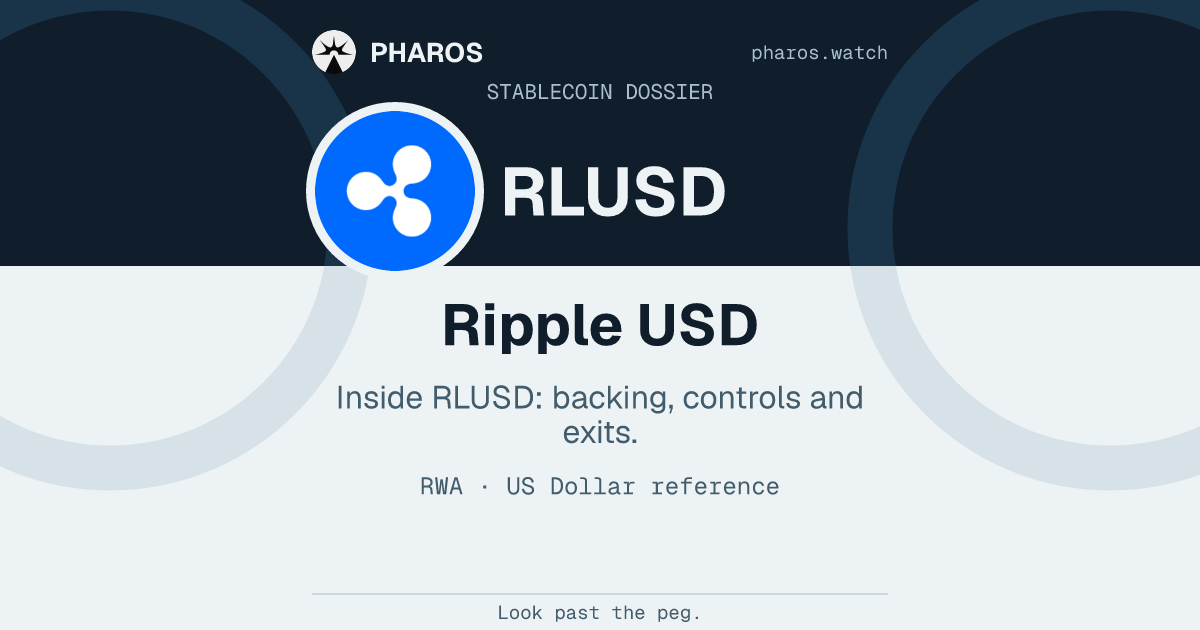 PHAROS
pharos.watch
STABLECOIN DOSSIER
RLUSD
Ripple USD
Inside RLUSD: backing, controls and
exits.
RWA · US Dollar reference
Look past the peg.